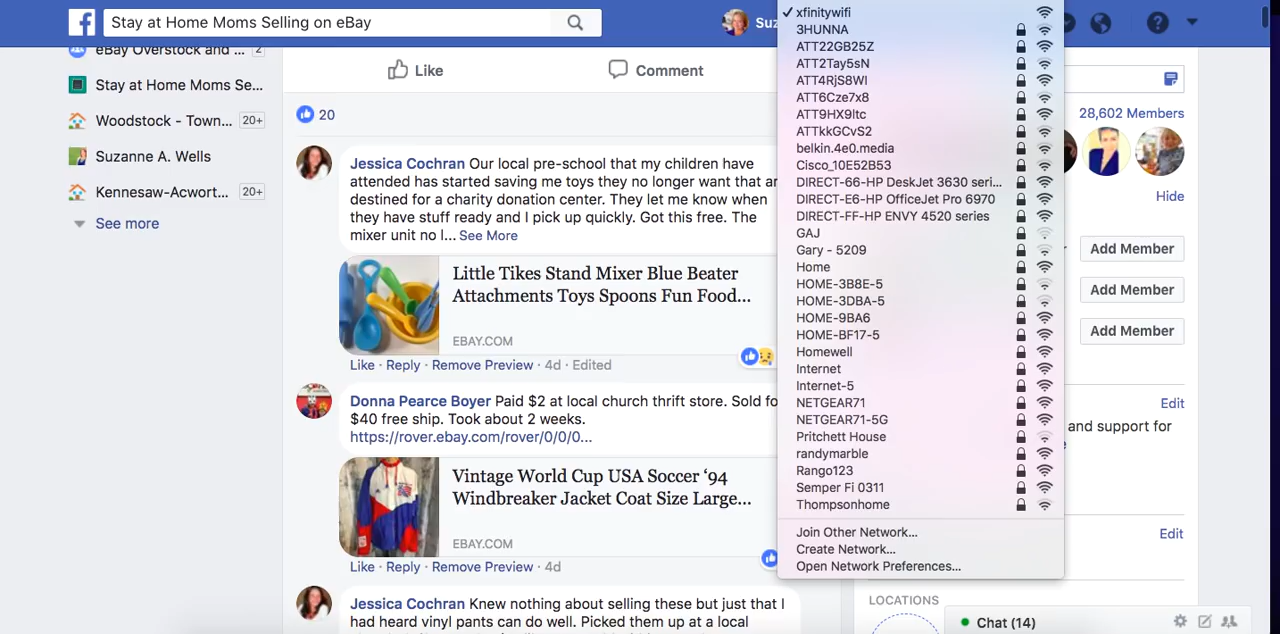 Stay at Home Moms Selling on eBay
Suz
eBay Overstock and ... 2
Stay at Home Moms Se...
Woodstock - Town... 20+
Suzanne A. Wells
Kennesaw-Acwort... 20+
See more
Like
Comment
20
Jessica Cochran Our local pre-school that my children have
attended has started saving me toys they no longer want that ar
destined for a charity donation center. They let me know when
they have stuff ready and I pick up quickly. Got this free. The
mixer unit no l... See More
Little Tikes Stand Mixer Blue Beater
Attachments Toys Spoons Fun Food...
EBAY.COM
Like · Reply · Remove Preview · 4d · Edited
Donna Pearce Boyer Paid $2 at local church thrift store. Sold fo
$40 free ship. Took about 2 weeks.
https://rover.ebay.com/rover/0/0/0...
Vintage World Cup USA Soccer ‘94
Windbreaker Jacket Coat Size Large...
EBAY.COM
Like · Reply · Remove Preview · 4d
Jessica Cochran Knew nothing about selling these but just that I
had heard vinyl pants can do well. Picked them up at a local
xfinitywifi
3HUNNA
ATT22GB25Z
ATT2Tay5sN
ATT4RjS8WI
ATT6Cze7x8
ATT9HX9Itc
ATTkkGCvS2
belkin.4e0.media
Cisco_10E52B53
DIRECT-66-HP DeskJet 3630 seri...
DIRECT-E6-HP OfficeJet Pro 6970
DIRECT-FF-HP ENVY 4520 series
GAJ
Gary - 5209
Home
HOME-3B8E-5
HOME-3DBA-5
HOME-9BA6
HOME-BF17-5
Homewell
Internet
Internet-5
NETGEAR71
NETGEAR71-5G
Pritchett House
randymarble
Rango123
Semper Fi 0311
Thompsonhome
Join Other Network...
Create Network...
Open Network Preferences...
28,602 Members
Hide
Add Member
Add Member
Add Member
Edit
and support for
Edit
LOCATIONS
Chat (14)